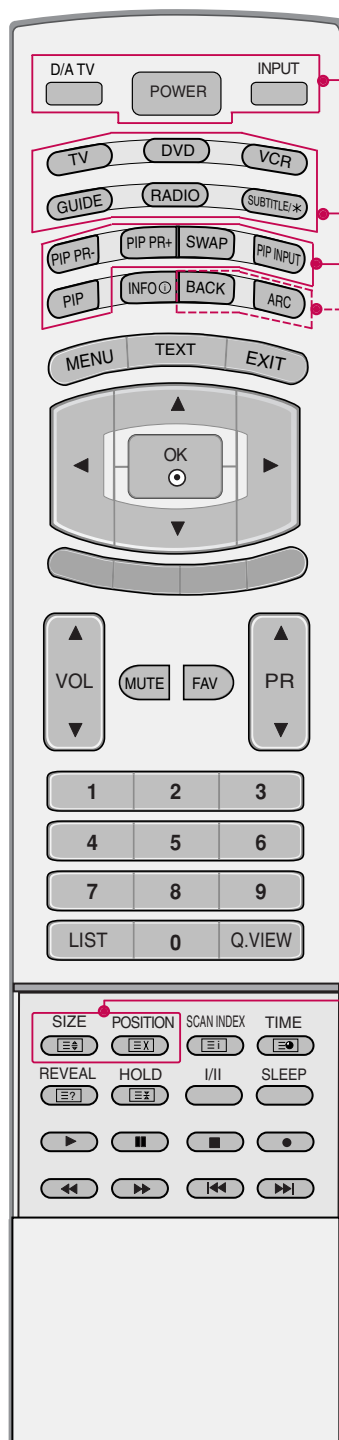 D/A TV POWER INPUT
TV DVD VCR
GUIDE RADIO SUBTITLE/*
PIP PR- PIP PR+ SWAP PIP INPUT
PIP INFO i BACK ARC
MENU TEXT EXIT
OK
VOL MUTE FAV PR
1 2 3
4 5 6
7 8 9
LIST 0 Q.VIEW
SIZE POSITION SCAN INDEX TIME
REVEAL HOLD I/II SLEEP